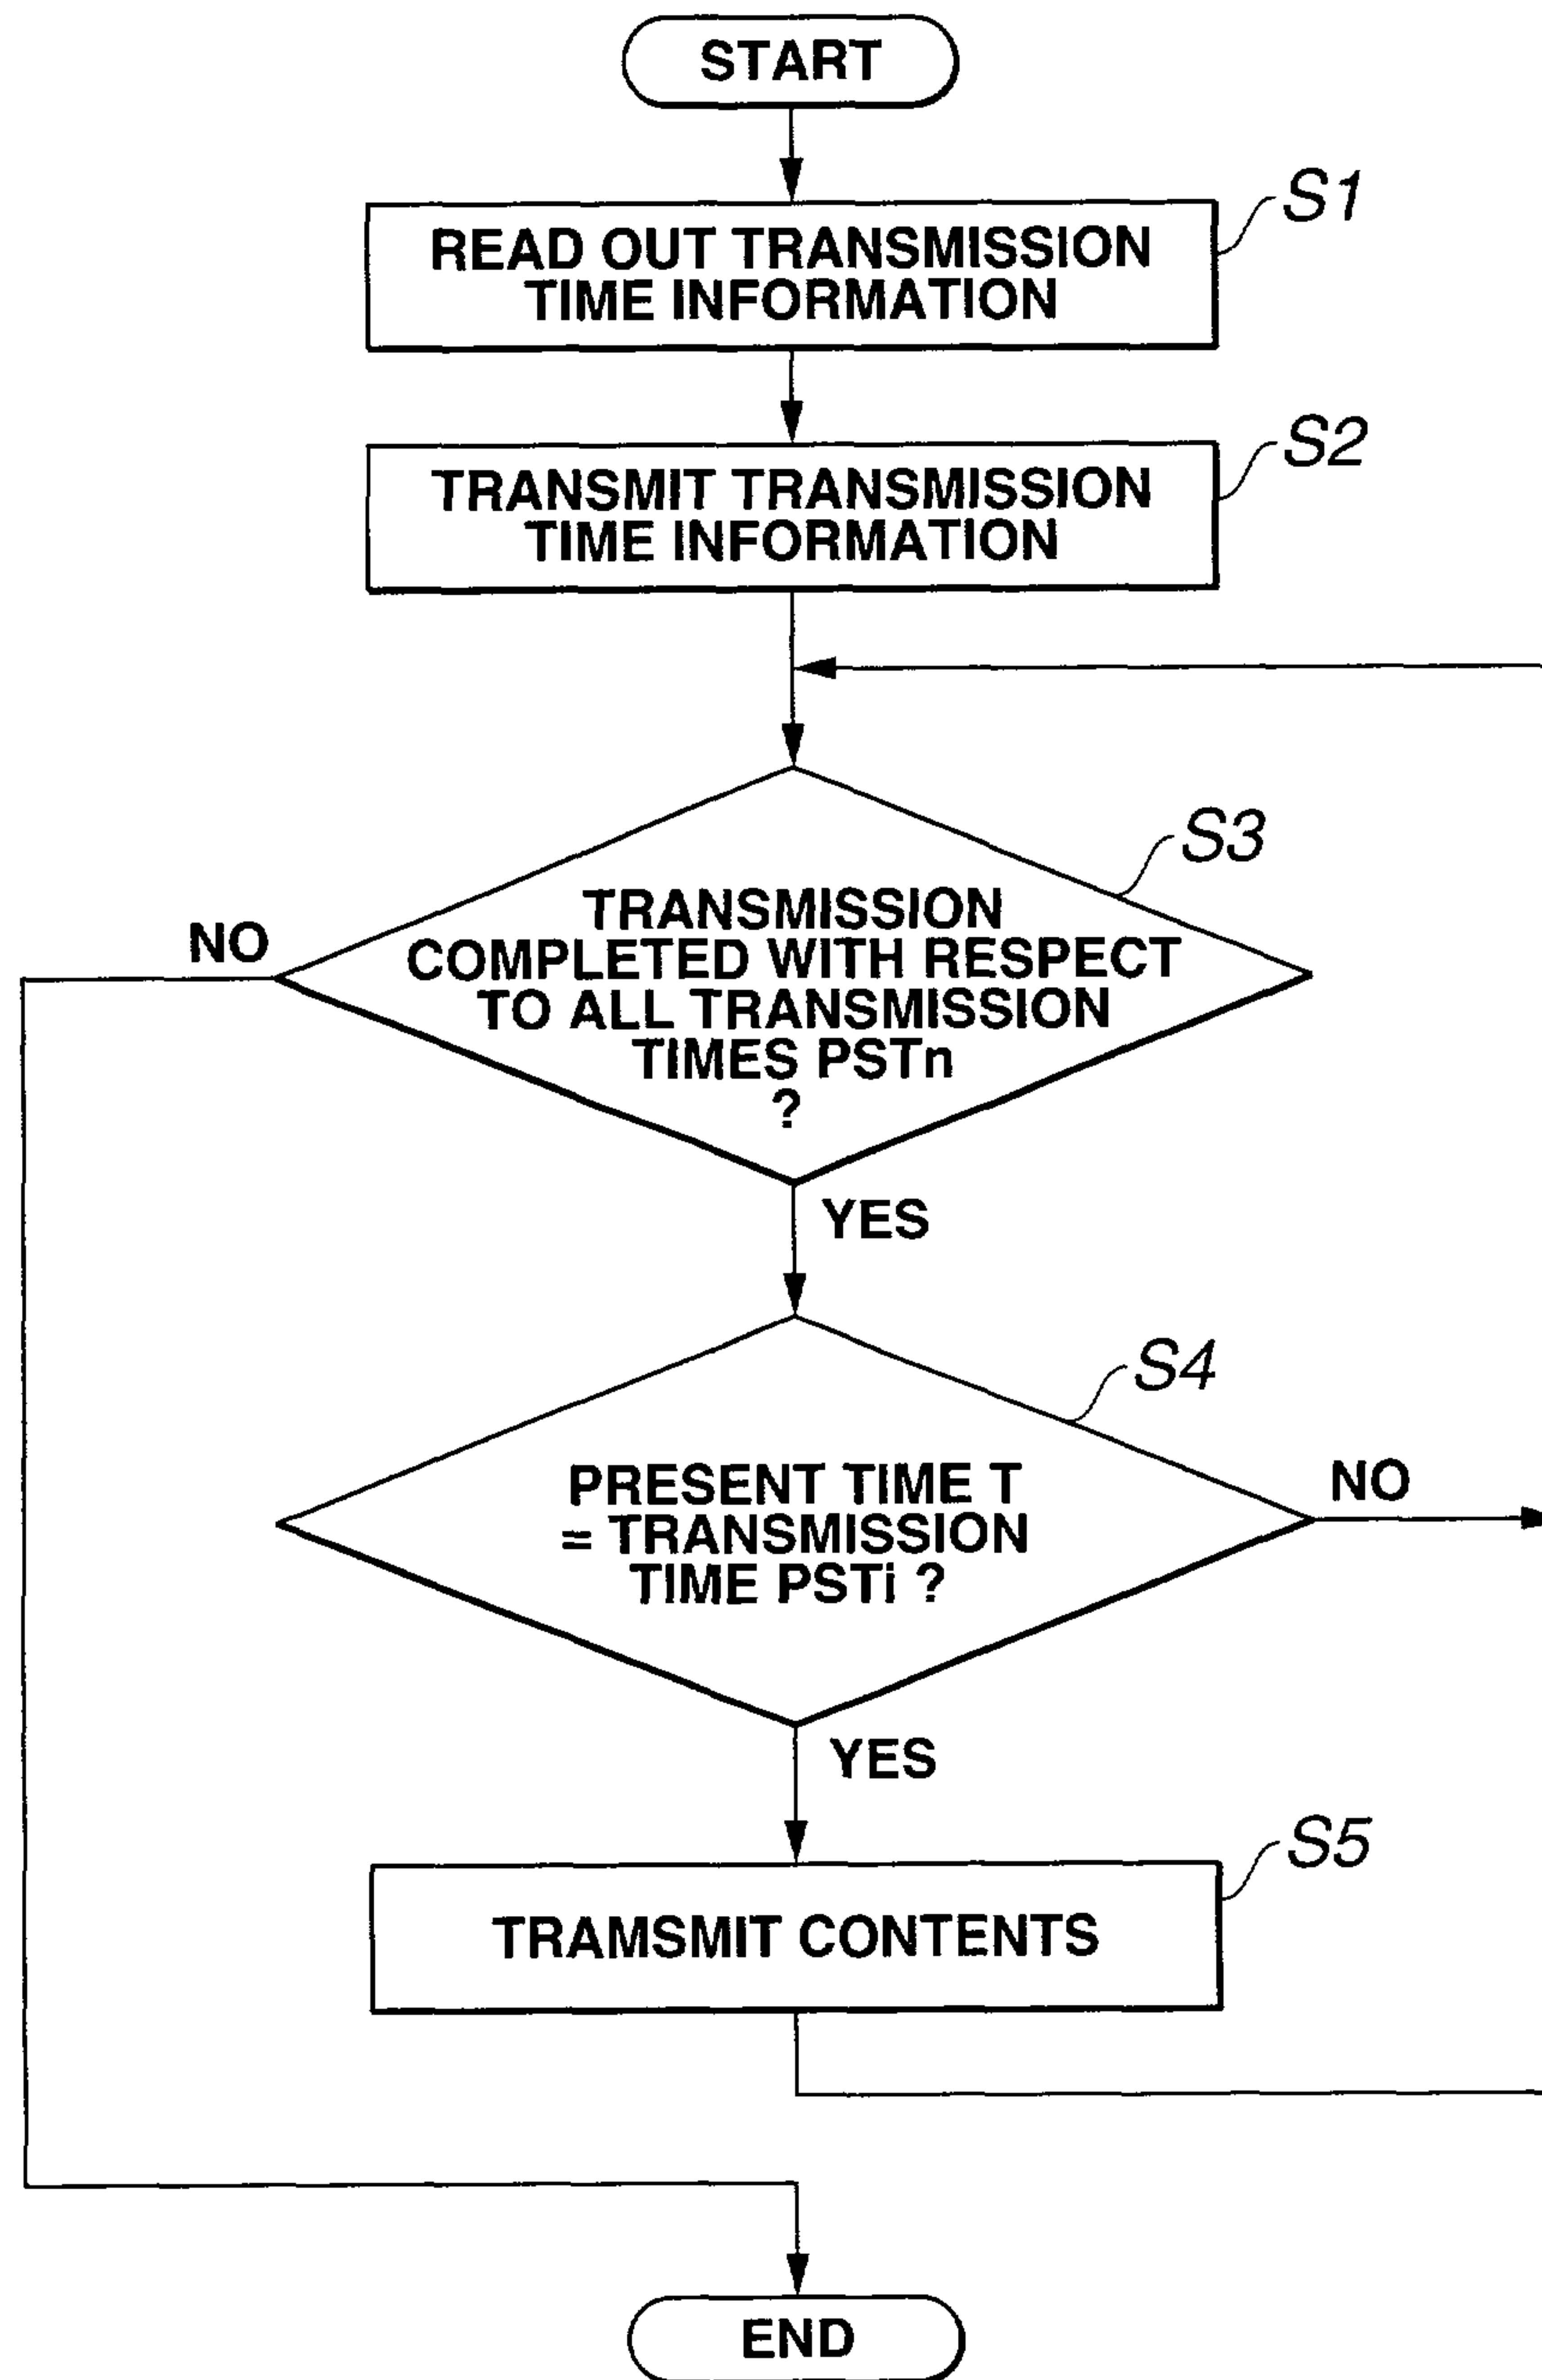 START
S1
READ OUT TRANSMISSION
TIME INFORMATION
S2
TRANSMIT TRANSMISSION
TIME INFORMATION
S3
NO
TRANSMISSION
COMPLETED WITH RESPECT
TO ALL TRANSMISSION
TIMES PSTn
?
YES
S4
PRESENT TIME T
= TRANSMISSION
TIME PSTi ?
NO
YES
S5
TRAMSMIT CONTENTS
END